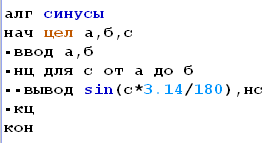 алг синусы
нач цел а,б,с
·ввод а,б
·нц для с от а до б
··вывод sin(с*3.14/180),нс
·кц
кон